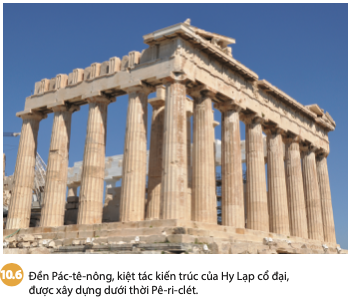 10.6 Đền Pác-tê-nông, kiệt tác kiến trúc của Hy Lạp cổ đại,
được xây dựng dưới thời Pê-ri-clét.